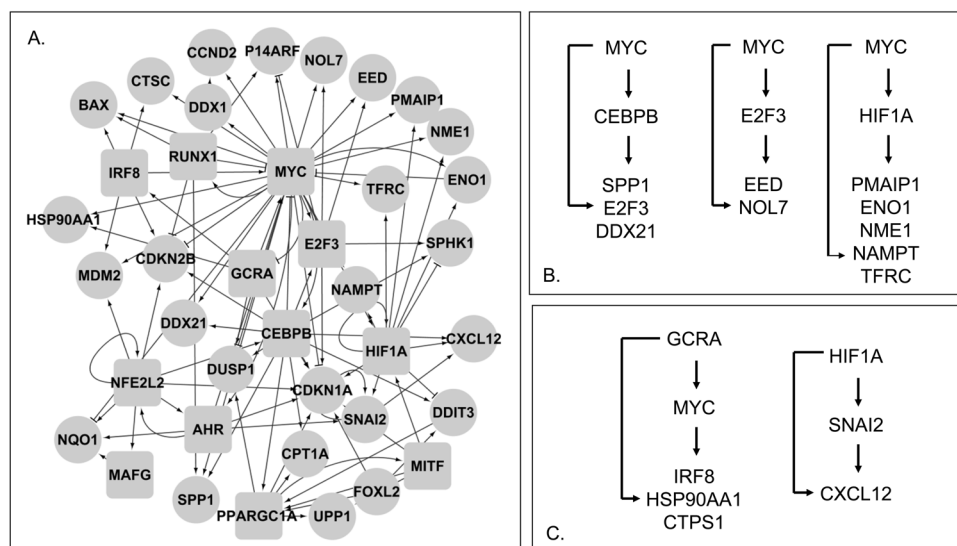 A.
CCND2
P14ARF
NOL7
EED
CTSC
BAX
DDX1
PMAIP1
NME1
RUNX1
IRF8
MYC
TFRC
ENO1
HSP90AA1
E2F3
SPHK1
CDKN2B
GCRA
MDM2
NAMPT
DDX21
CEBPB
CXCL12
HIF1A
DUSP1
NFE2L2
CDKN1A
SNAI2
DDIT3
AHR
NQO1
CPT1A
MITF
MAFG
FOXL2
SPP1
PPARGC1A
UPP1
MYC
CEBPB
SPP1
E2F3
DDX21
MYC
E2F3
EED
NOL7
MYC
HIF1A
PMAIP1
ENO1
NME1
NAMPT
TFRC
B.
GCRA
MYC
IRF8
HSP90AA1
CTPS1
HIF1A
SNAI2
CXCL12
C.